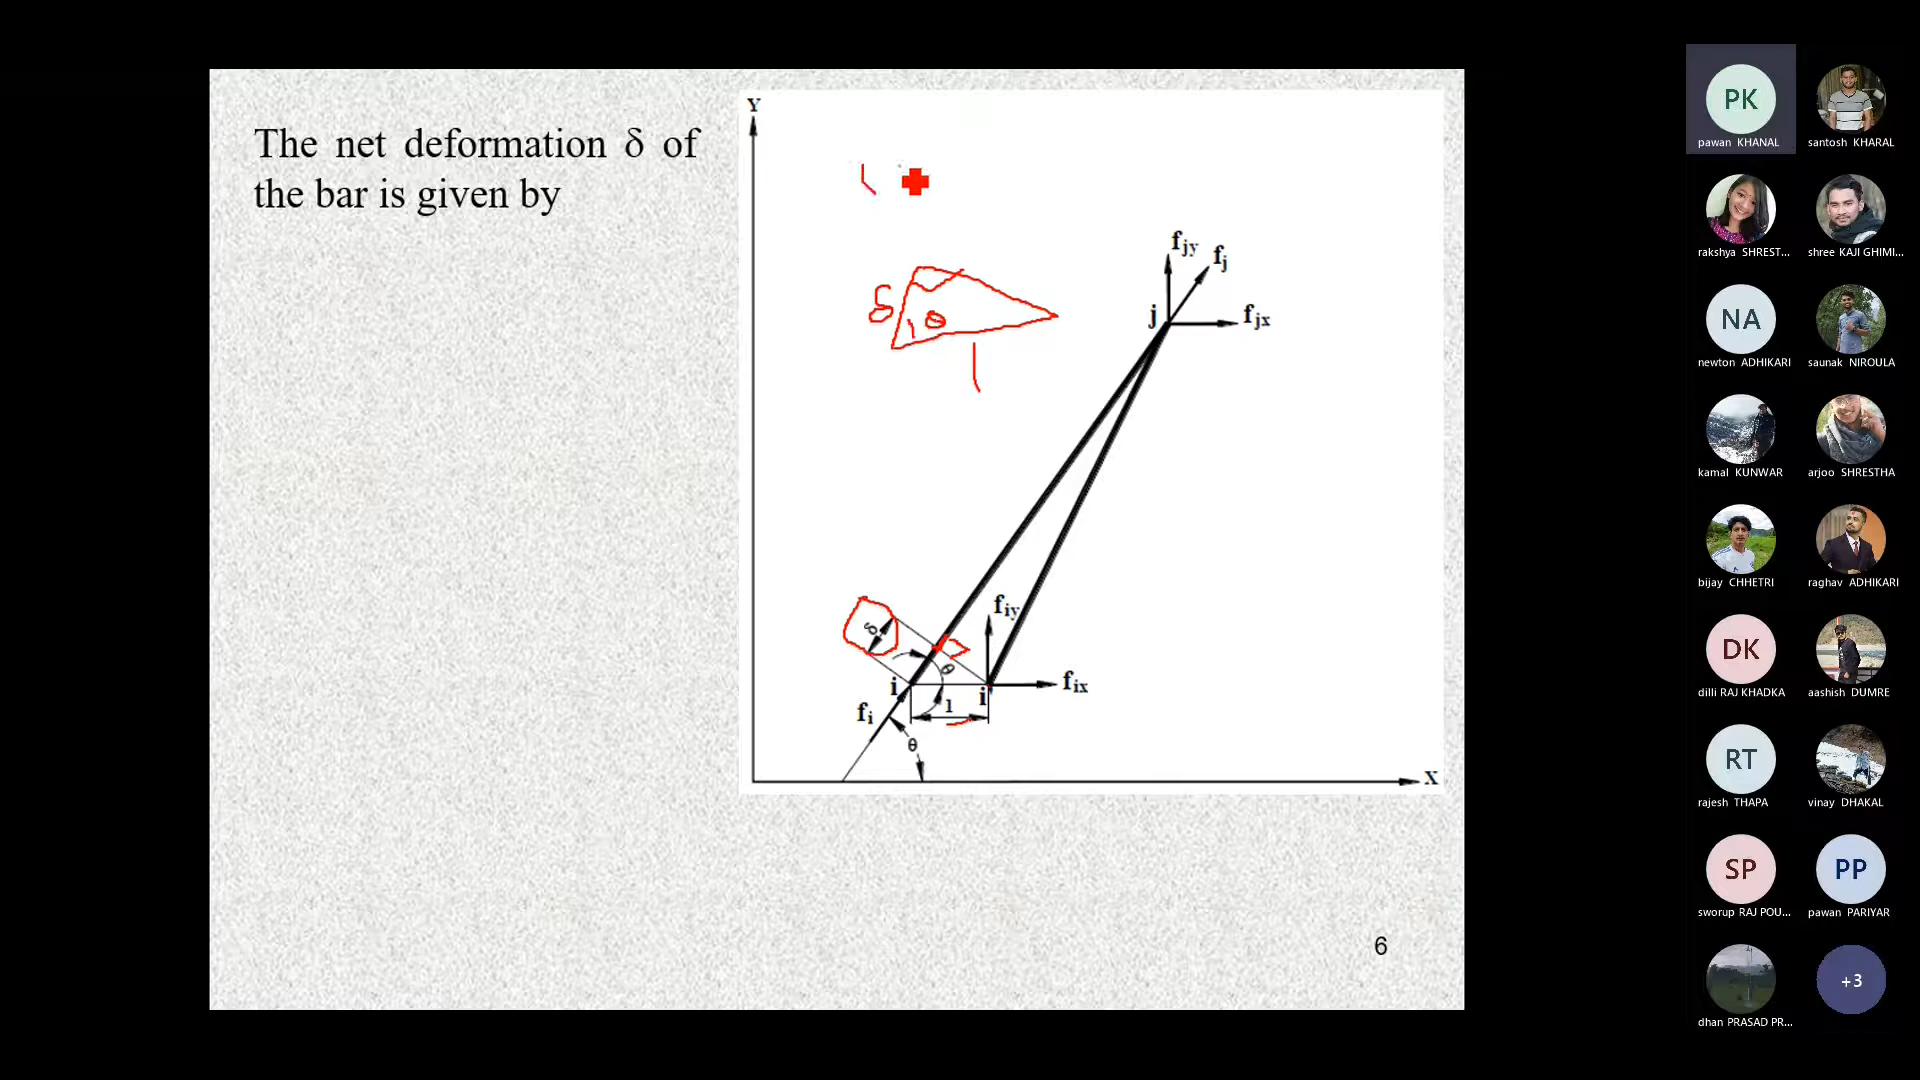 The net deformation δ of
the bar is given by
Y
δ
θ
1
fjy
fj
j
fjx
δ
θ
fiy
i
i
fix
1
fi
θ
X
6
PK
pawan KHANAL
santosh KHARAL
rakshya SHREST...
shree KAJI GHIMI...
NA
newton ADHIKARI
saunak NIROULA
kamal KUNWAR
arjoo SHRESTHA
bijay CHHETRI
raghav ADHIKARI
DK
dilli RAJ KHADKA
aashish DUMRE
RT
rajesh THAPA
vinay DHAKAL
SP
sworup RAJ POU...
PP
pawan PARIYAR
dhan PRASAD PR...
+3